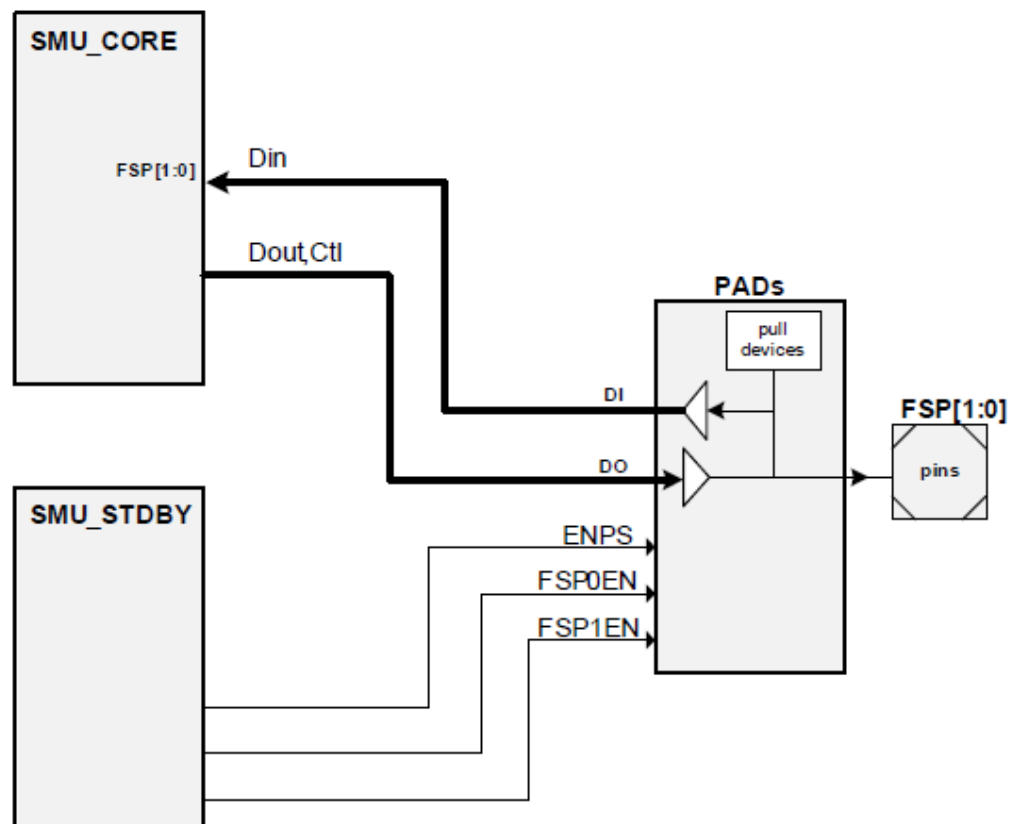 SMU_CORE
FSP[1:0]
Din
Dout,Ctl
PADs
pull
devices
DI
DO
FSP[1:0]
pins
SMU_STDBY
ENPS
FSP0EN
FSP1EN